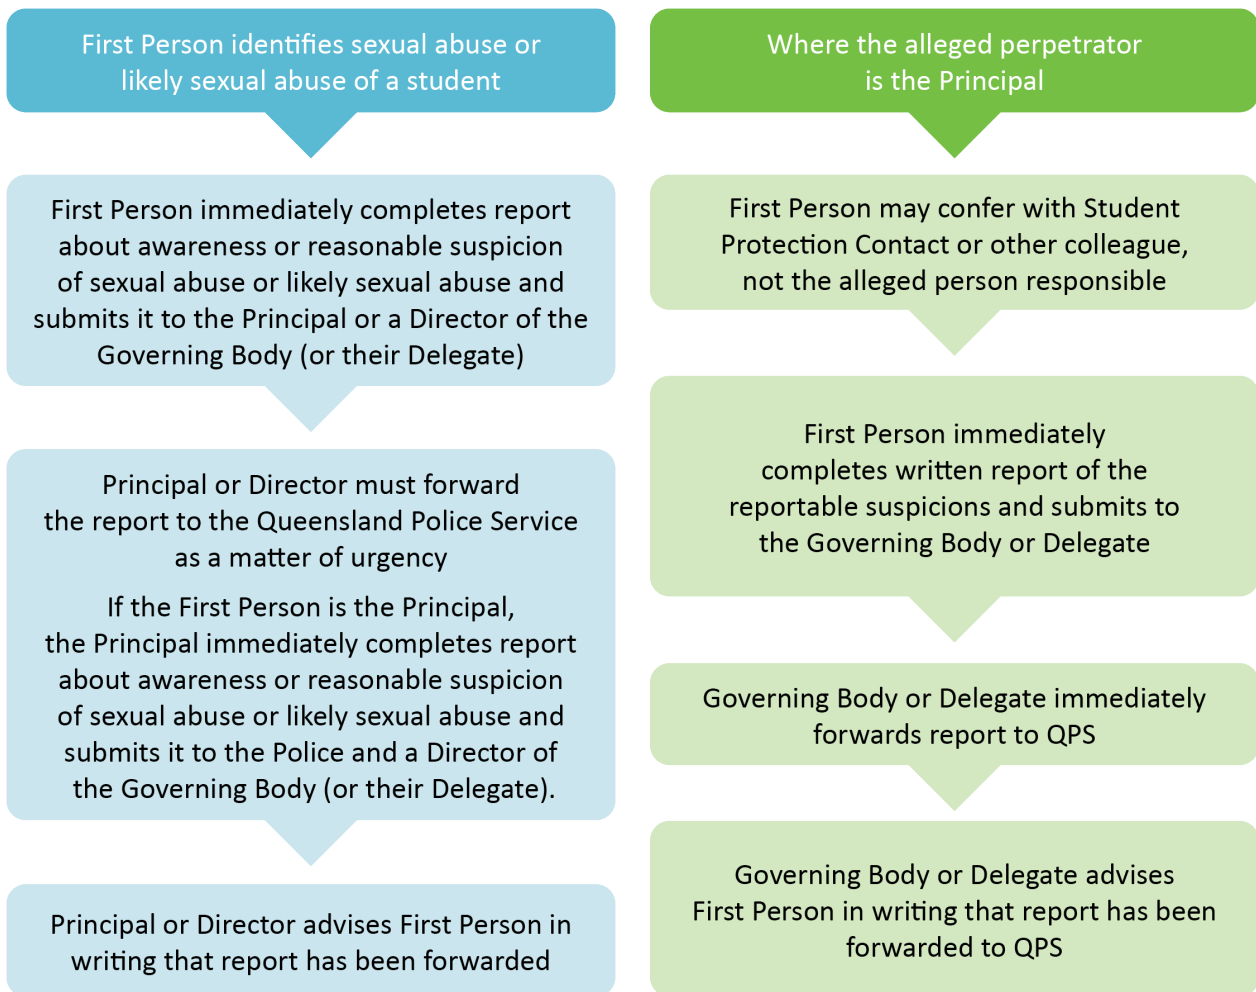 First Person identifies sexual abuse or
likely sexual abuse of a student
First Person immediately completes report
about awareness or reasonable suspicion
of sexual abuse or likely sexual abuse and
submits it to the Principal or a Director of the
Governing Body (or their Delegate)
Principal or Director must forward
the report to the Queensland Police Service
as a matter of urgency
If the First Person is the Principal,
the Principal immediately completes report
about awareness or reasonable suspicion
of sexual abuse or likely sexual abuse and
submits it to the Police and a Director of
the Governing Body (or their Delegate).
Principal or Director advises First Person in
writing that report has been forwarded
Where the alleged perpetrator
is the Principal
First Person may confer with Student
Protection Contact or other colleague,
not the alleged person responsible
First Person immediately
completes written report of the
reportable suspicions and submits to
the Governing Body or Delegate
Governing Body or Delegate immediately
forwards report to QPS
Governing Body or Delegate advises
First Person in writing that report has been
forwarded to QPS